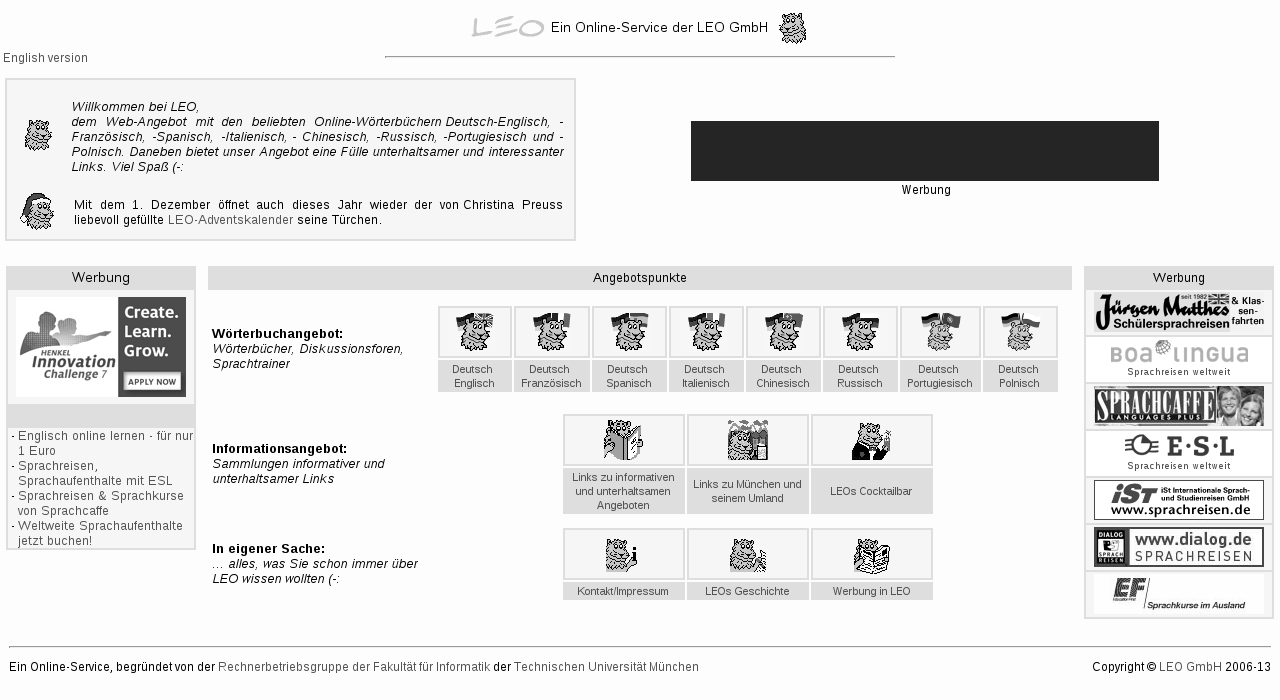 LEO Ein Online-Service der LEO GmbH
English version
Willkommen bei LEO,
dem Web-Angebot mit den beliebten Online-Wörterbüchern Deutsch-Englisch, -
Französisch, -Spanisch, -Italienisch, - Chinesisch, -Russisch, -Portugiesisch und -
Polnisch. Daneben bietet unser Angebot eine Fülle unterhaltsamer und interessanter
Links. Viel Spaß (-:
Mit dem 1. Dezember öffnet auch dieses Jahr wieder der von Christina Preuss
liebevoll gefüllte LEO-Adventskalender seine Türchen.
Werbung
Werbung
HENKEL
Innovation
Challenge 7
Create.
Learn.
Grow.
APPLY NOW
- Englisch online lernen - für nur
1 Euro
- Sprachreisen,
Sprachaufenthalte mit ESL
- Sprachreisen & Sprachkurse
von Sprachcaffe
- Weltweite Sprachaufenthalte
jetzt buchen!
Angebotspunkte
Wörterbuchangebot:
Wörterbücher, Diskussionsforen,
Sprachtrainer
Deutsch
Englisch
Deutsch
Französisch
Deutsch
Spanisch
Deutsch
Italienisch
Deutsch
Chinesisch
Deutsch
Russisch
Deutsch
Portugiesisch
Deutsch
Polnisch
Informationsangebot:
Sammlungen informativer und
unterhaltsamer Links
Links zu informativen
und unterhaltsamen
Angeboten
Links zu München und
seinem Umland
LEOs Cocktailbar
In eigener Sache:
... alles, was Sie schon immer über
LEO wissen wollten (-:
Kontakt/Impressum
LEOs Geschichte
Werbung in LEO
Werbung
seit 1982
Jürgen Matthes
Schülersprachreisen
& Klas-
sen-
fahrten
BOA LINGUA
Sprachreisen weltweit
SPRACHCAFFE
LANGUAGES PLUS
E·S·L
Sprachreisen weltweit
iST iSt Internationale Sprach-
und Studienreisen GmbH
www.sprachreisen.de
DIALOG
SPRACH
REISEN
www.dialog.de
SPRACHREISEN
EF
Education First
Sprachkurse im Ausland
Ein Online-Service, begründet von der Rechnerbetriebsgruppe der Fakultät für Informatik der Technischen Universität München
Copyright © LEO GmbH 2006-13